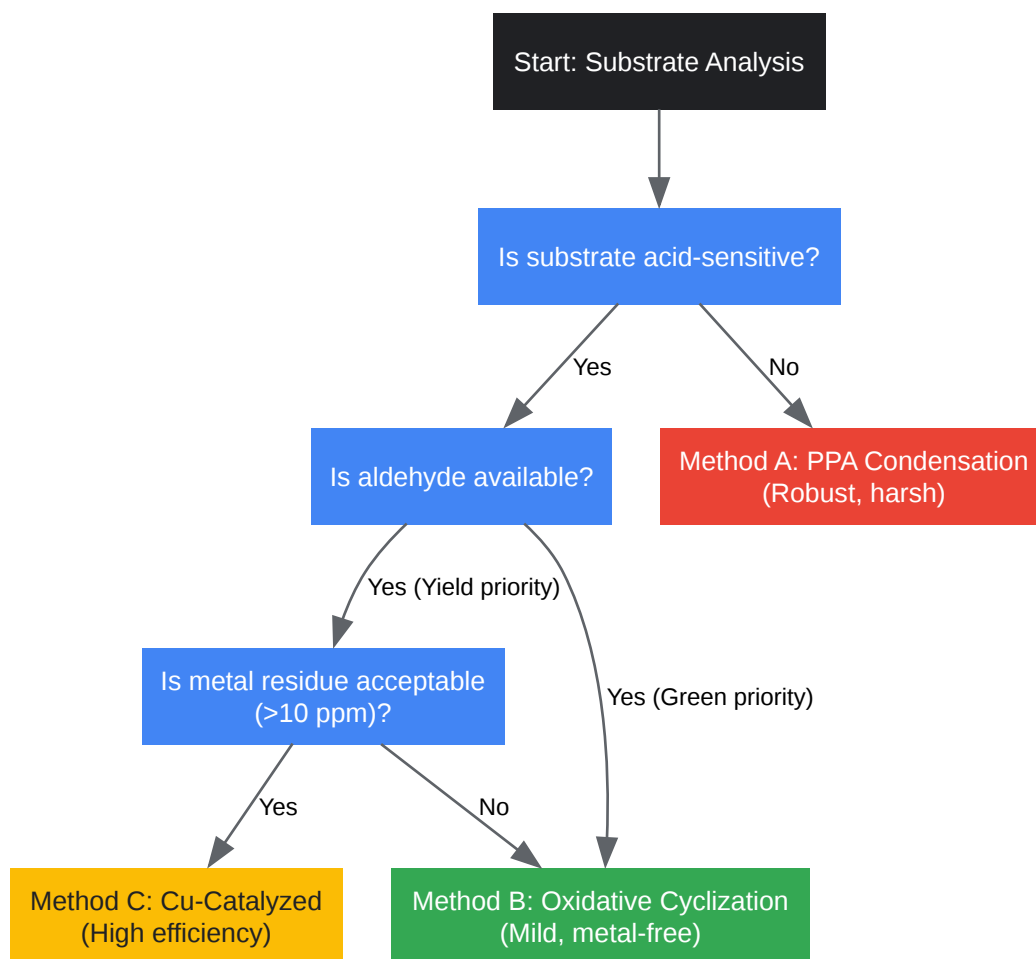 Start: Substrate Analysis
Is substrate acid-sensitive?
Yes
No
Is aldehyde available?
Method A: PPA Condensation
(Robust, harsh)
Yes (Yield priority)
Is metal residue acceptable
(>10 ppm)?
Yes (Green priority)
Yes
No
Method C: Cu-Catalyzed
(High efficiency)
Method B: Oxidative Cyclization
(Mild, metal-free)